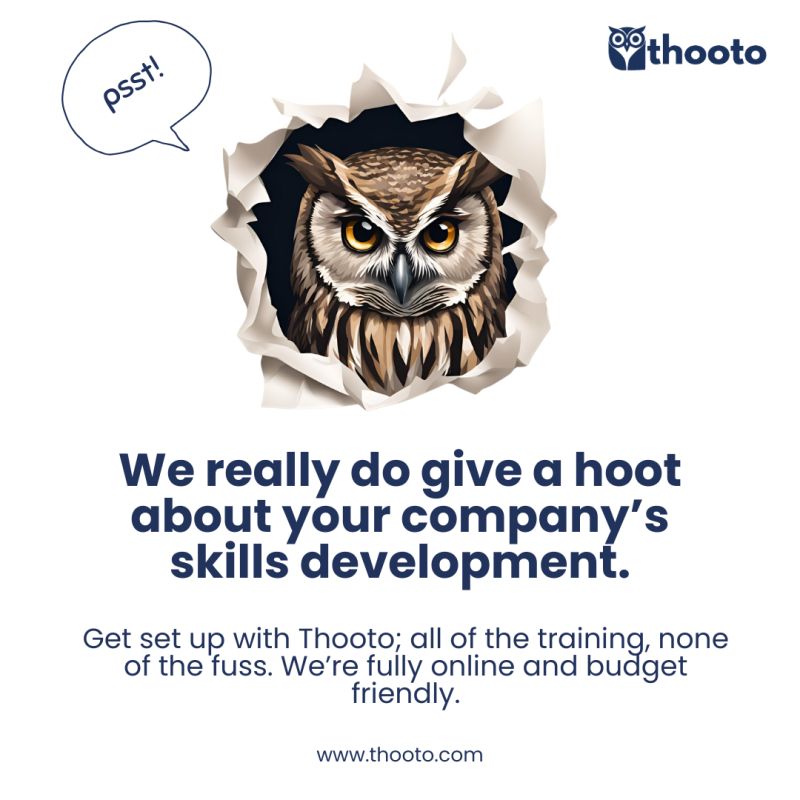 psst!
thooto
We really do give a hoot
about your company’s
skills development.
Get set up with Thooto; all of the training, none
of the fuss. We’re fully online and budget
friendly.
www.thooto.com